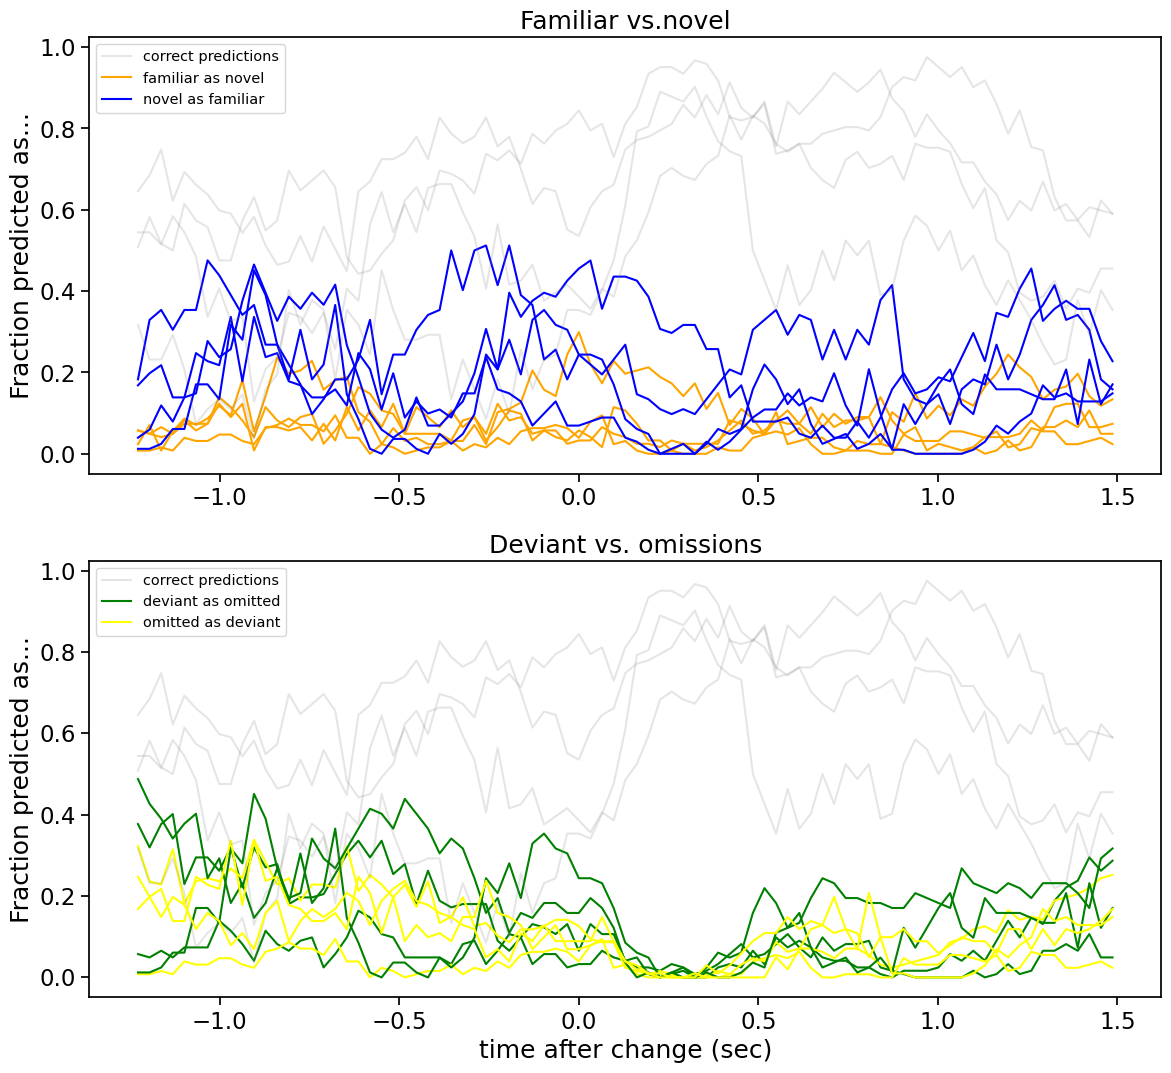 Familiar vs.novel
Fraction predicted as...
1.0
0.8
0.6
0.4
0.2
0.0
correct predictions
familiar as novel
novel as familiar
−1.0 −0.5 0.0 0.5 1.0 1.5
Deviant vs. omissions
Fraction predicted as...
1.0
0.8
0.6
0.4
0.2
0.0
correct predictions
deviant as omitted
omitted as deviant
−1.0 −0.5 0.0 0.5 1.0 1.5
time after change (sec)